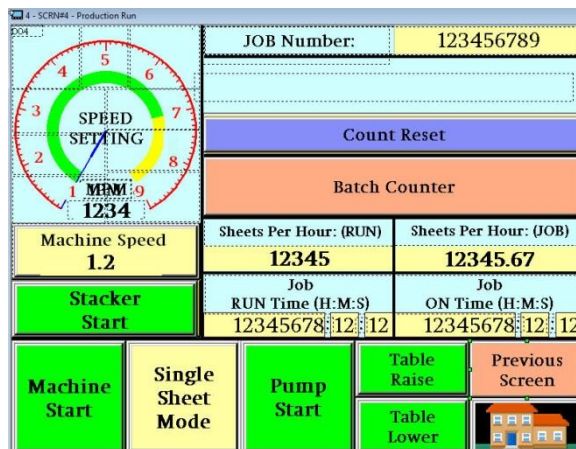 4 - SCRN#4 - Production Run
JOB Number: 123456789
5
4 6
3 7
SPEED
SETTING
2 8
1 9
1234
Count Reset
Batch Counter
Machine Speed
1.2
Sheets Per Hour: (RUN) Sheets Per Hour: (JOB)
12345 12345.67
Stacker
Start
Job
RUN Time (H:M:S)
12345678:12:12
Job
ON Time (H:M:S)
12345678:12:12
Machine
Start
Single
Sheet
Mode
Pump
Start
Table
Raise
Table
Lower
Previous
Screen